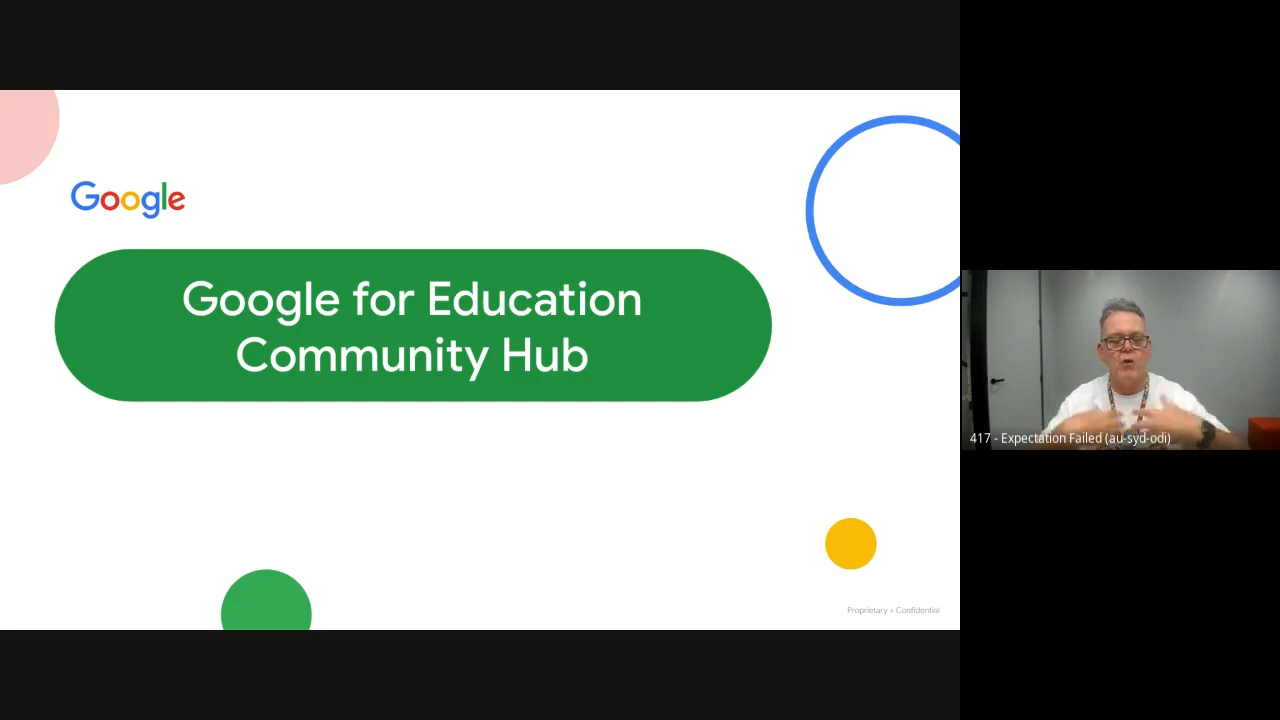 Google
Google for Education
Community Hub
417 - Expectation Failed (au-syd-odi)
Proprietary + Confidential